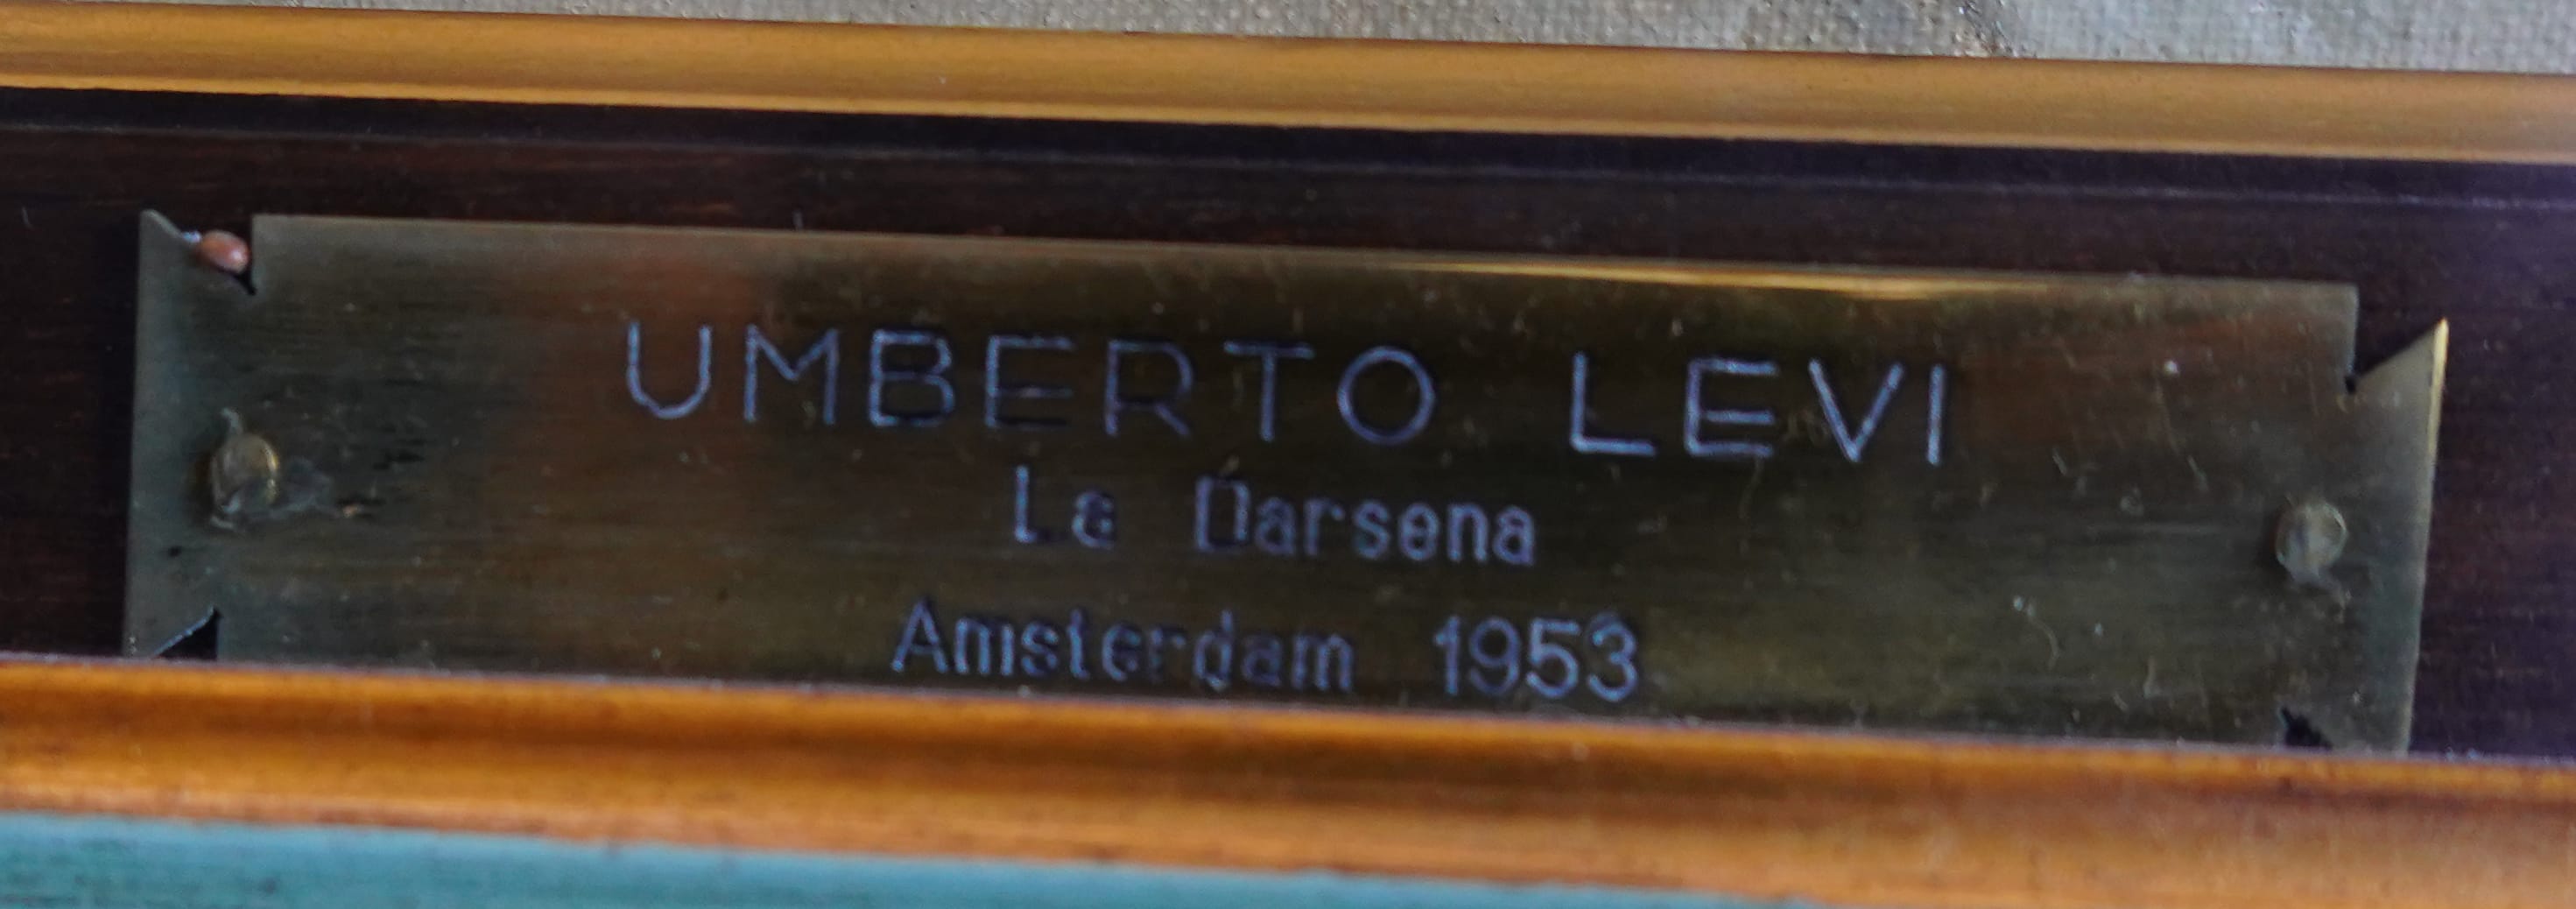 UMBERTO LEVI
La Darsena
Amsterdam 1953